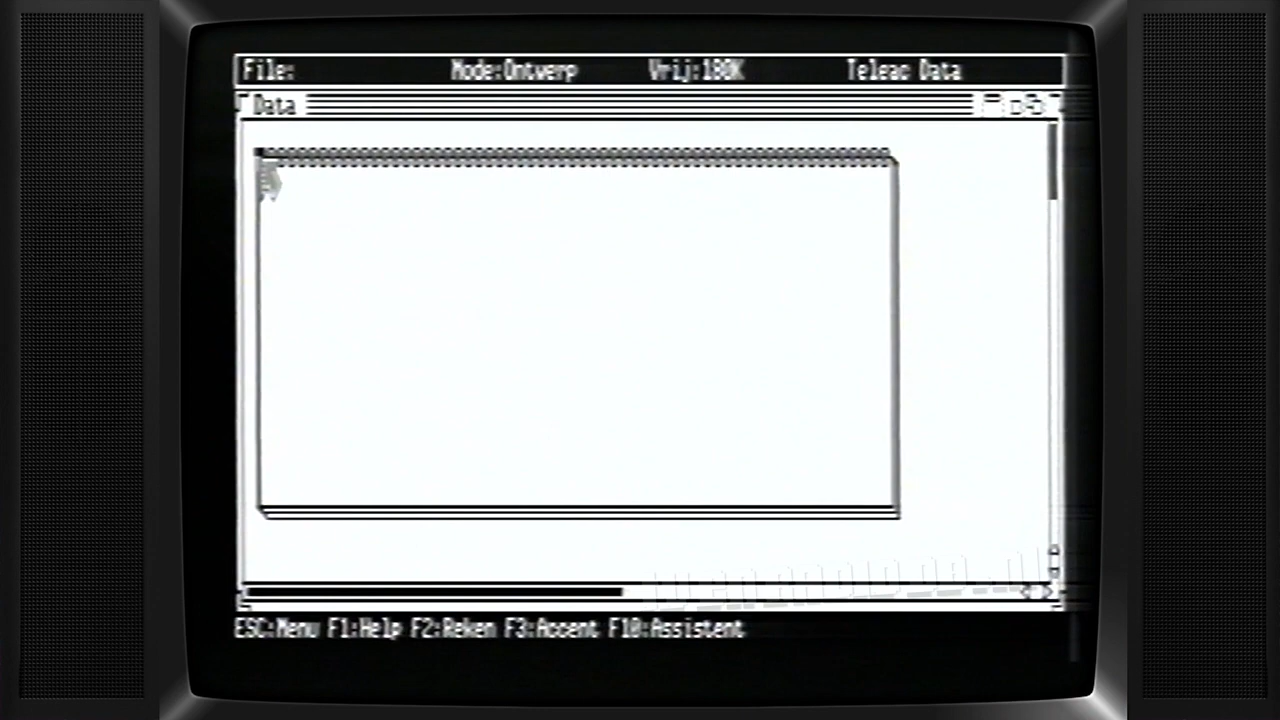 File: Mode:Ontwerp Vrij:180K Teleac Data
Data
ESC:Menu F1:Help F2:Reken F3:Accent F10:Assistent